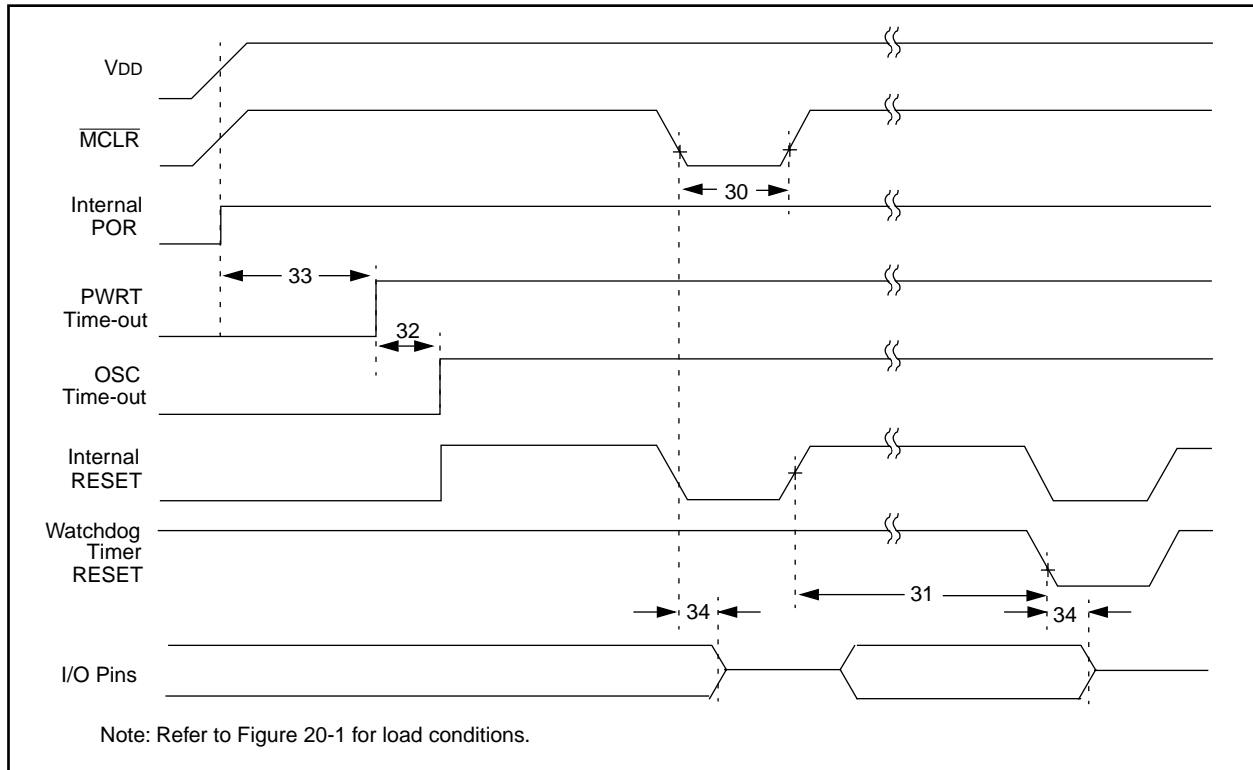 VDD
MCLR
30
Internal
POR
33
PWRT
Time-out
32
OSC
Time-out
Internal
RESET
Watchdog
Timer
RESET
31
34
34
I/O Pins
Note: Refer to Figure 20-1 for load conditions.